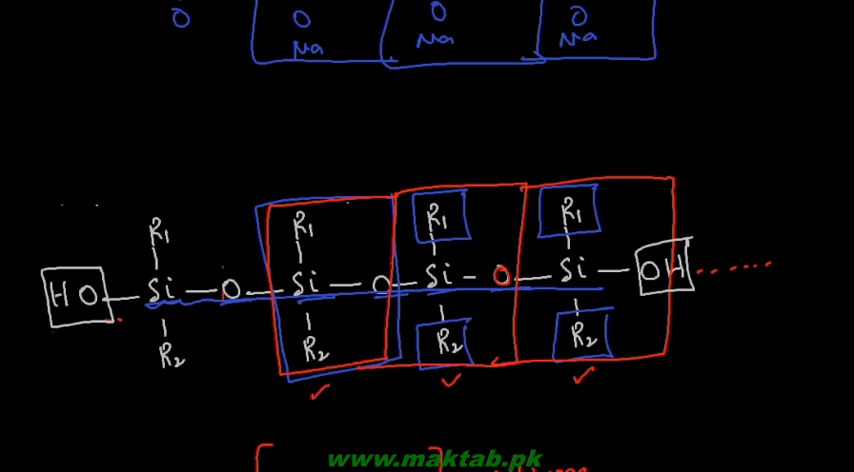 O O O O
Na Na Na
R1 R1 R1 R1
HO—Si—O—Si—O—Si—O—Si—OH
R2 R2 R2 R2
www.maktab.pk